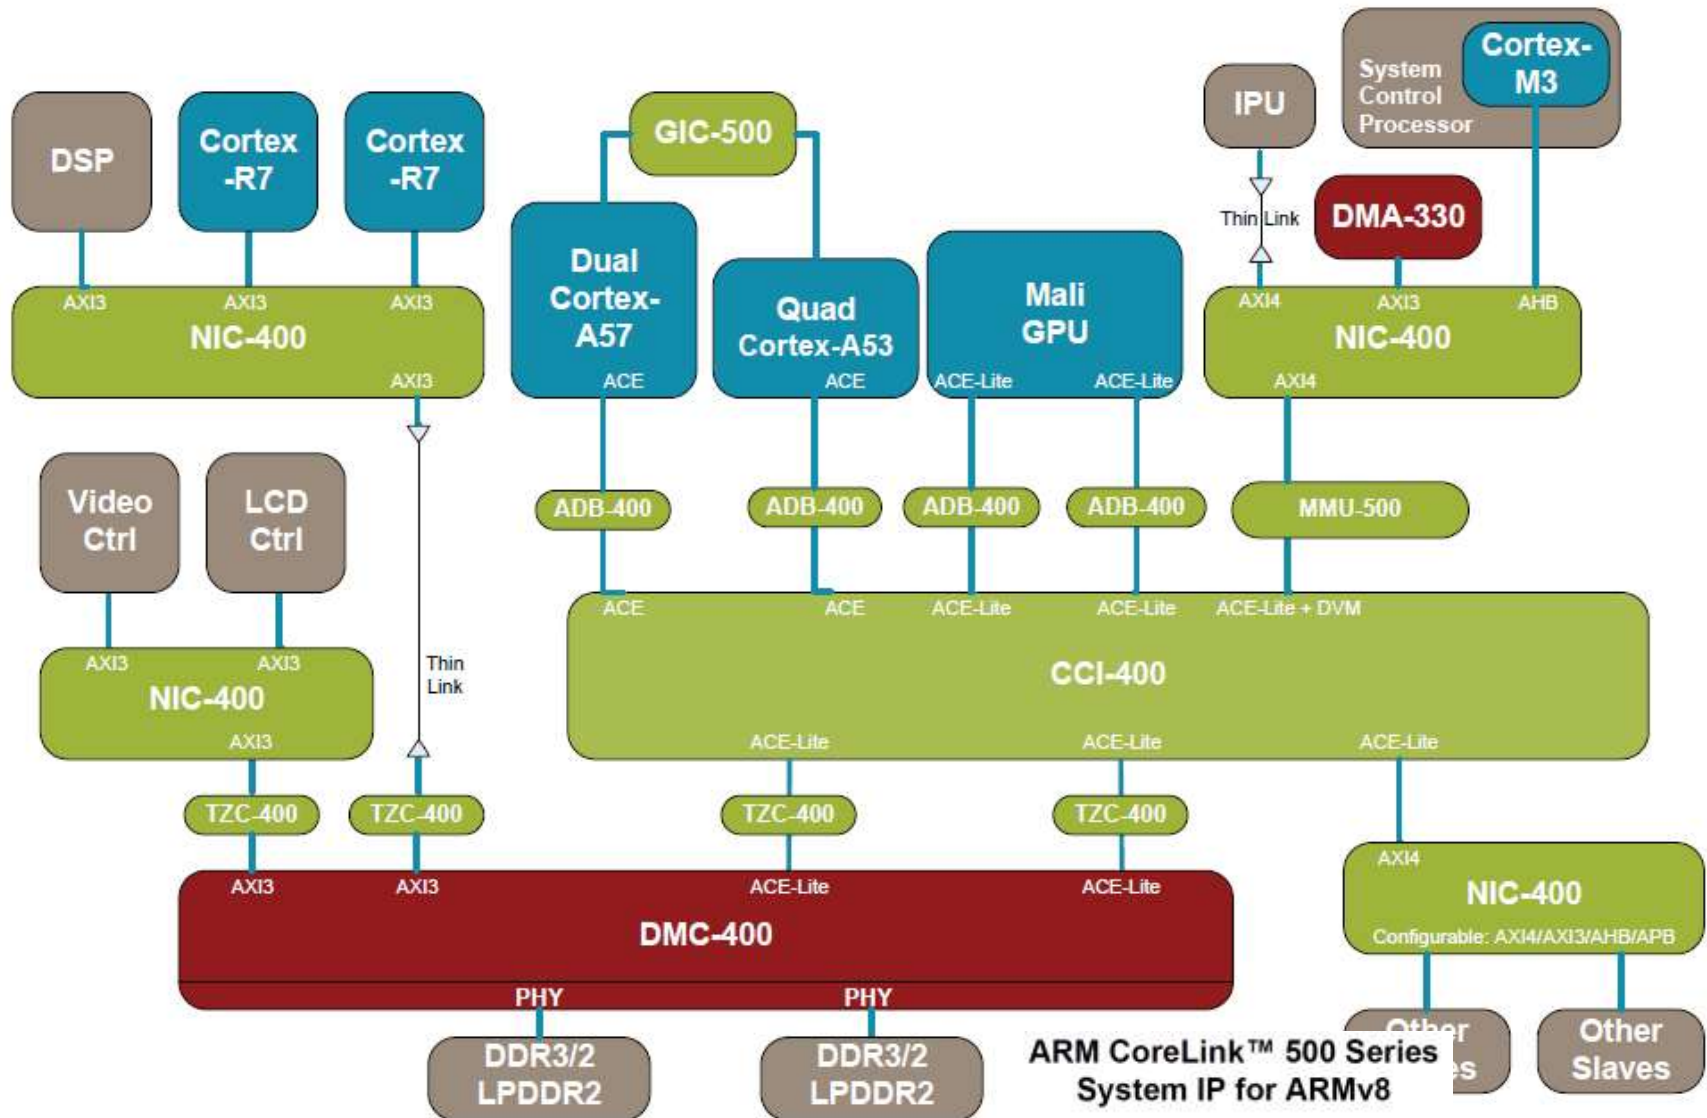 DSP
Cortex
-R7
Cortex
-R7
GIC-500
IPU
System
Control
Processor
Cortex-
M3
Thin Link
DMA-330
AXI3
AXI3
AXI3
NIC-400
AXI3
Dual
Cortex-
A57
ACE
Quad
Cortex-A53
ACE
Mali
GPU
ACE-Lite
ACE-Lite
AXI4
AXI3
AHB
NIC-400
AXI4
Video
Ctrl
LCD
Ctrl
ADB-400
ADB-400
ADB-400
ADB-400
MMU-500
ACE
ACE
ACE-Lite
ACE-Lite
ACE-Lite + DVM
CCI-400
ACE-Lite
ACE-Lite
ACE-Lite
AXI3
AXI3
NIC-400
AXI3
Thin
Link
TZC-400
TZC-400
TZC-400
TZC-400
AXI3
AXI3
ACE-Lite
ACE-Lite
DMC-400
PHY
PHY
AXI4
NIC-400
Configurable: AXI4/AXI3/AHB/APB
DDR3/2
LPDDR2
DDR3/2
LPDDR2
Other
Other
Slaves
ARM CoreLink™ 500 Series
System IP for ARMv8